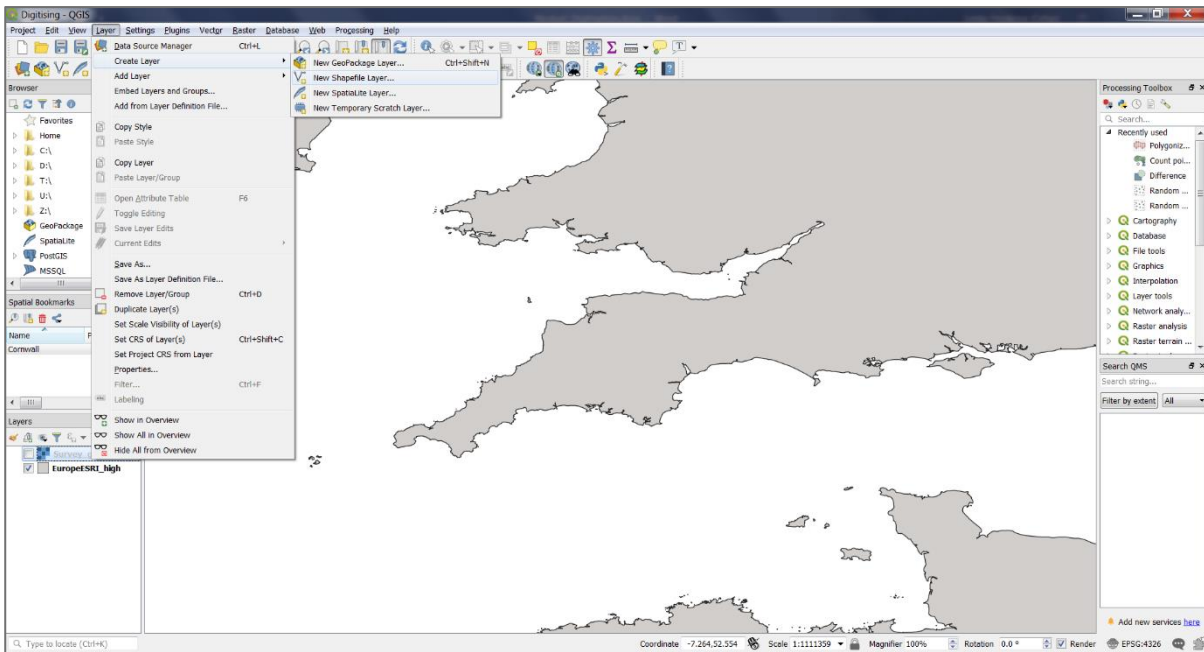 Digitising - QGIS
Project Edit View Layer Settings Plugins Vector Raster Database Web Processing Help
Data Source Manager Ctrl+L
Create Layer
Add Layer
Embed Layers and Groups...
Add from Layer Definition File...
Copy Style
Paste Style
Copy Layer
Paste Layer/Group
Open Attribute Table F6
Toggle Editing
Save Layer Edits
Current Edits
Save As...
Save As Layer Definition File...
Remove Layer/Group Ctrl+D
Duplicate Layer(s)
Set Scale Visibility of Layer(s)
Set CRS of Layer(s) Ctrl+Shift+C
Set Project CRS from Layer
Properties...
Filter... Ctrl+F
Labeling
Show in Overview
Show All in Overview
Hide All from Overview
New GeoPackage Layer... Ctrl+Shift+N
New Shapefile Layer...
New SpatiaLite Layer...
New Temporary Scratch Layer...
Browser
Favorites
Home
C:\
D:\
T:\
U:\
Z:\
GeoPackage
SpatiaLite
PostGIS
MSSQL
Spatial Bookmarks
Name
Cornwall
Layers
EuropeESRI_high
Processing Toolbox
Search...
Recently used
Polygoniz...
Count poi...
Difference
Random ...
Random ...
Cartography
Database
File tools
Graphics
Interpolation
Layer tools
Network analy...
Raster analysis
Raster terrain ...
Search QMS
Search string...
Filter by extent All
Add new services here
Type to locate (Ctrl+K)
Coordinate -7.264,52.554 Scale 1:1111359 Magnifier 100% Rotation 0.0 ° Render EPSG:4326